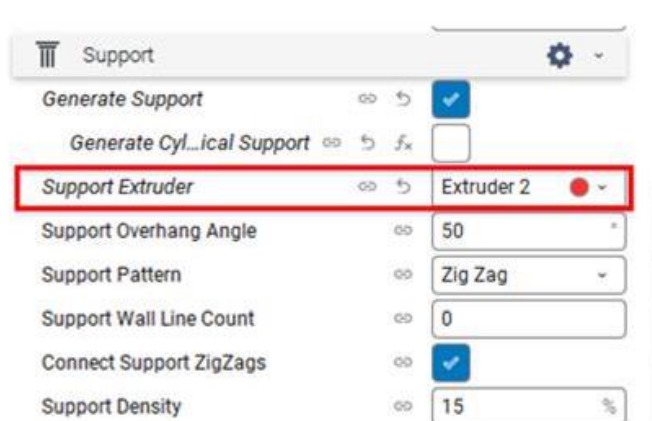 Support
Generate Support
Generate Cyl...ical Support fx
Support Extruder Extruder 2
Support Overhang Angle 50 °
Support Pattern Zig Zag
Support Wall Line Count 0
Connect Support ZigZags
Support Density 15 %